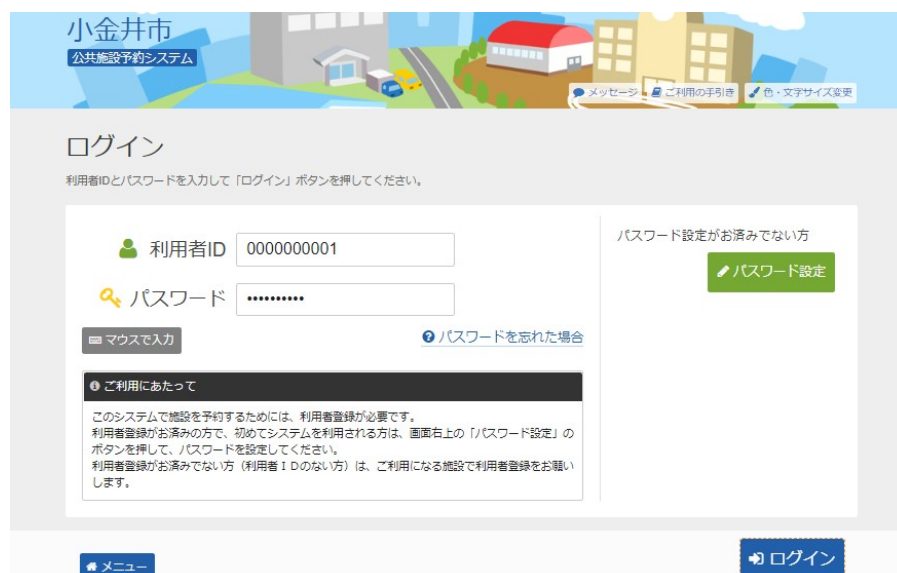 小金井市
公共施設予約システム
メッセージ ご利用の手引き 色・文字サイズ変更
ログイン
利用者IDとパスワードを入力して「ログイン」ボタンを押してください。
利用者ID 0000000001
パスワード ••••••••••
マウスで入力 パスワードを忘れた場合
パスワード設定がお済みでない方
パスワード設定
ご利用にあたって
このシステムで施設を予約するためには、利用者登録が必要です。
利用者登録がお済みの方で、初めてシステムを利用される方は、画面右上の「パスワード設定」の
ボタンを押して、パスワードを設定してください。
利用者登録がお済みでない方（利用者ＩＤのない方）は、ご利用になる施設で利用者登録をお願い
します。
メニュー ログイン